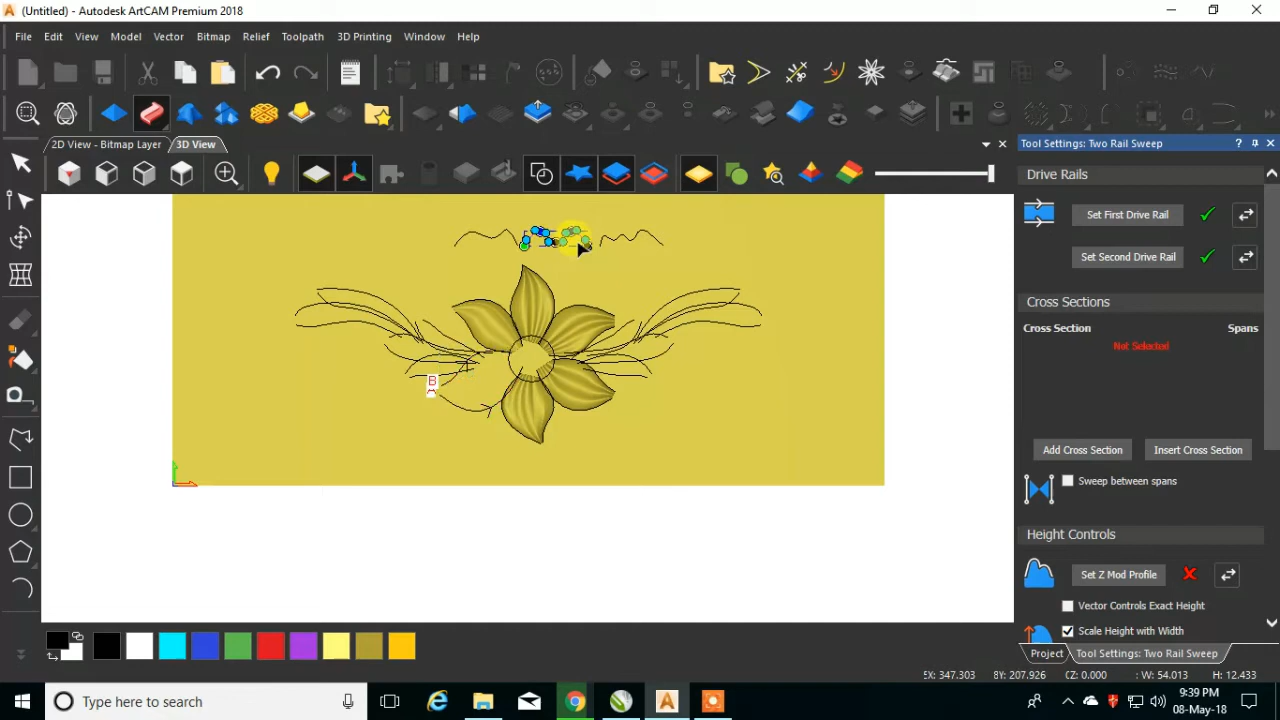 (Untitled) - Autodesk ArtCAM Premium 2018
File Edit View Model Vector Bitmap Relief Toolpath 3D Printing Window Help
2D View - Bitmap Layer 3D View
Tool Settings: Two Rail Sweep
Drive Rails
Set First Drive Rail
Set Second Drive Rail
Cross Sections
Cross Section Spans
Not Selected
B
Add Cross Section Insert Cross Section
Sweep between spans
Height Controls
Set Z Mod Profile
Vector Controls Exact Height
Scale Height with Width
Project Tool Settings: Two Rail Sweep
EX: 347.303 BY: 207.926 CZ: 0.000 : W: 54.013 H: 12.433
Type here to search
9:39 PM
08-May-18